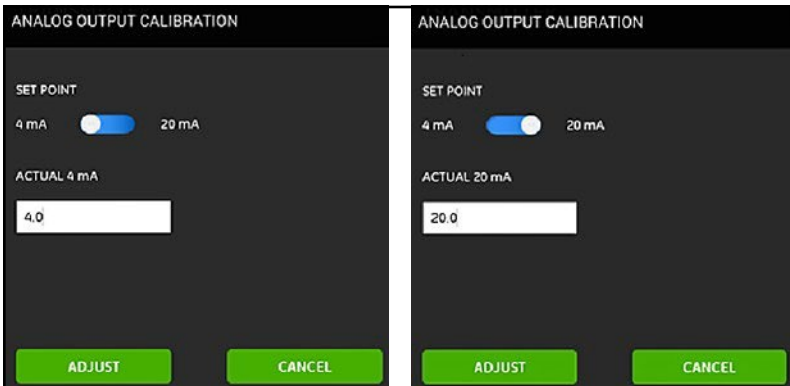 ANALOG OUTPUT CALIBRATION
SET POINT
4 mA 20 mA
ACTUAL 4 mA
4.0
ADJUST CANCEL
ANALOG OUTPUT CALIBRATION
SET POINT
4 mA 20 mA
ACTUAL 20 mA
20.0
ADJUST CANCEL